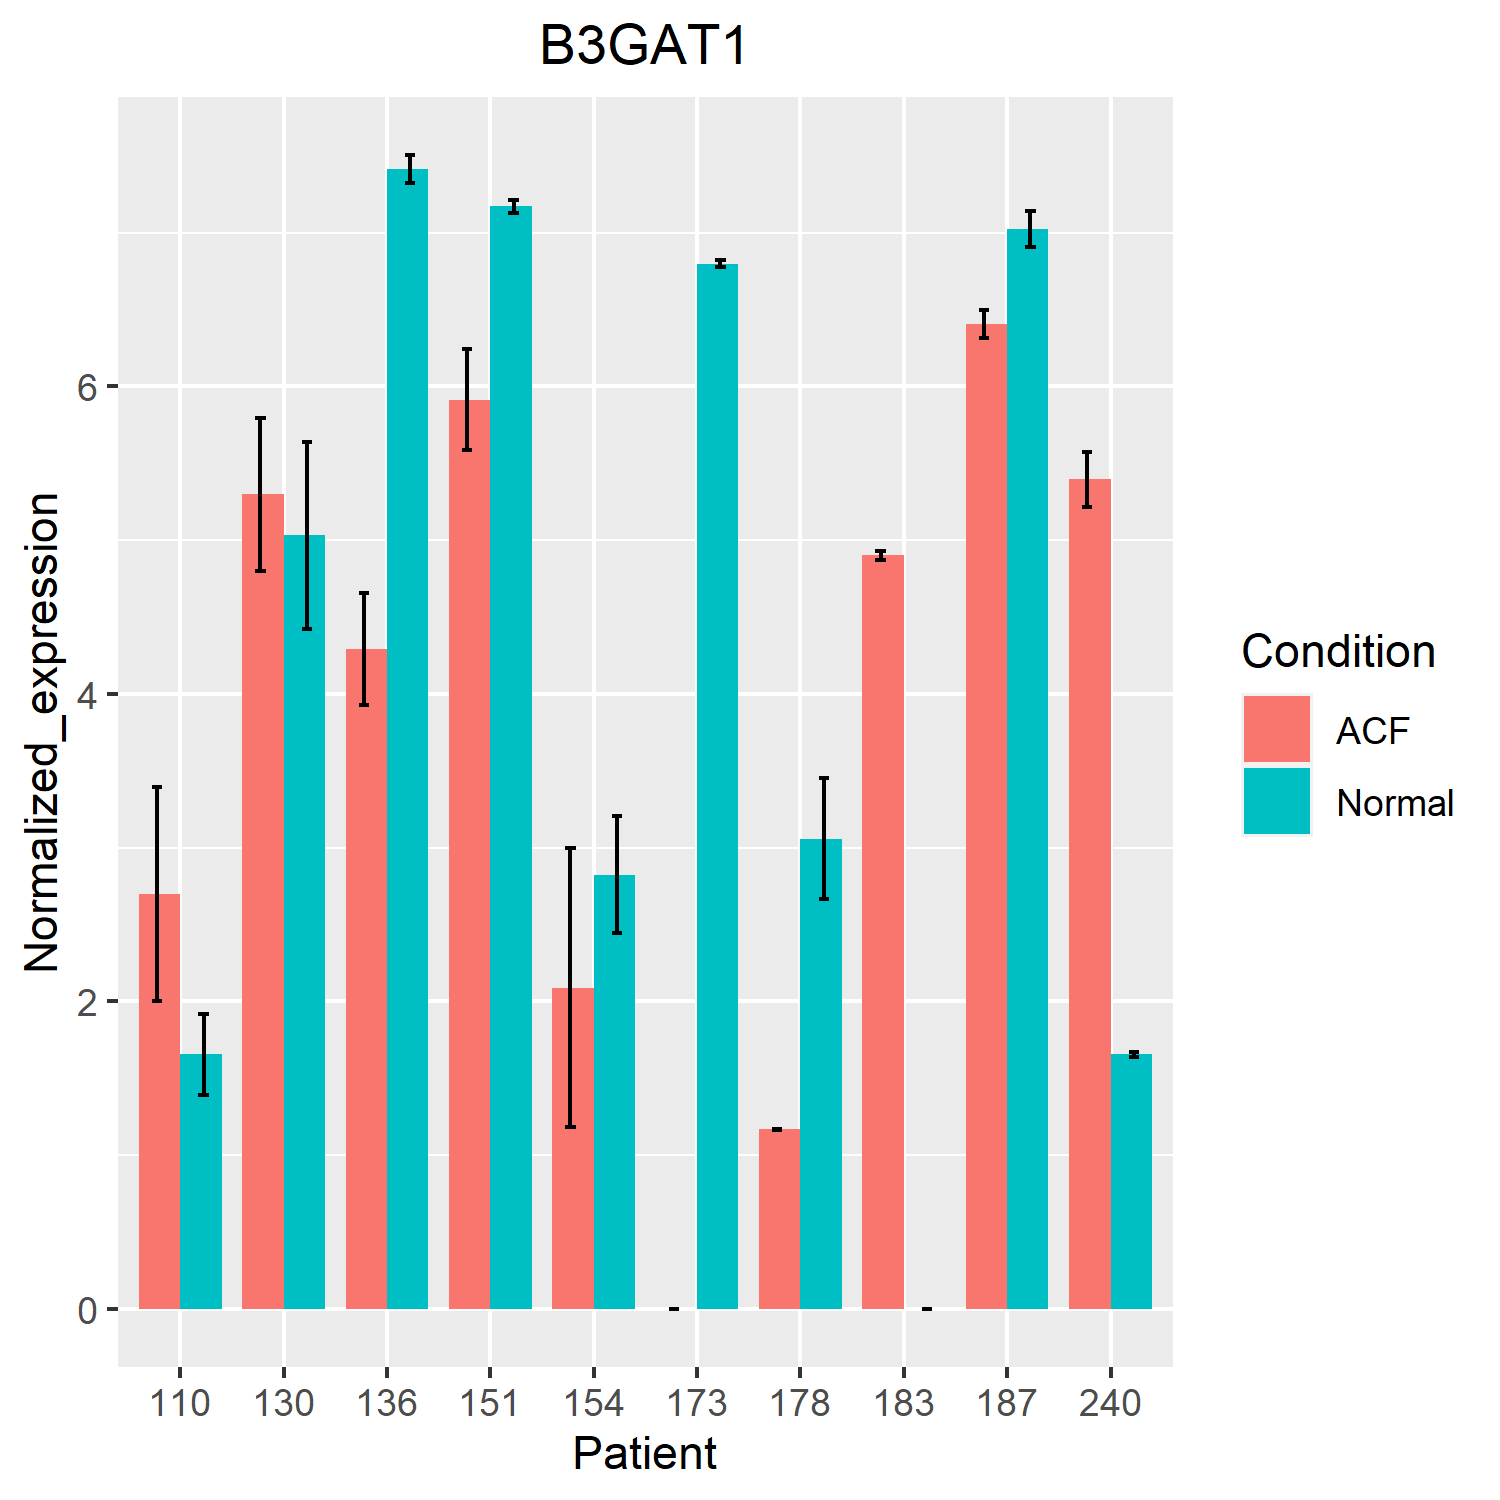 B3GAT1
Normalized_expression
6
4
2
0
110 130 136 151 154 173 178 183 187 240
Patient
Condition
ACF
Normal